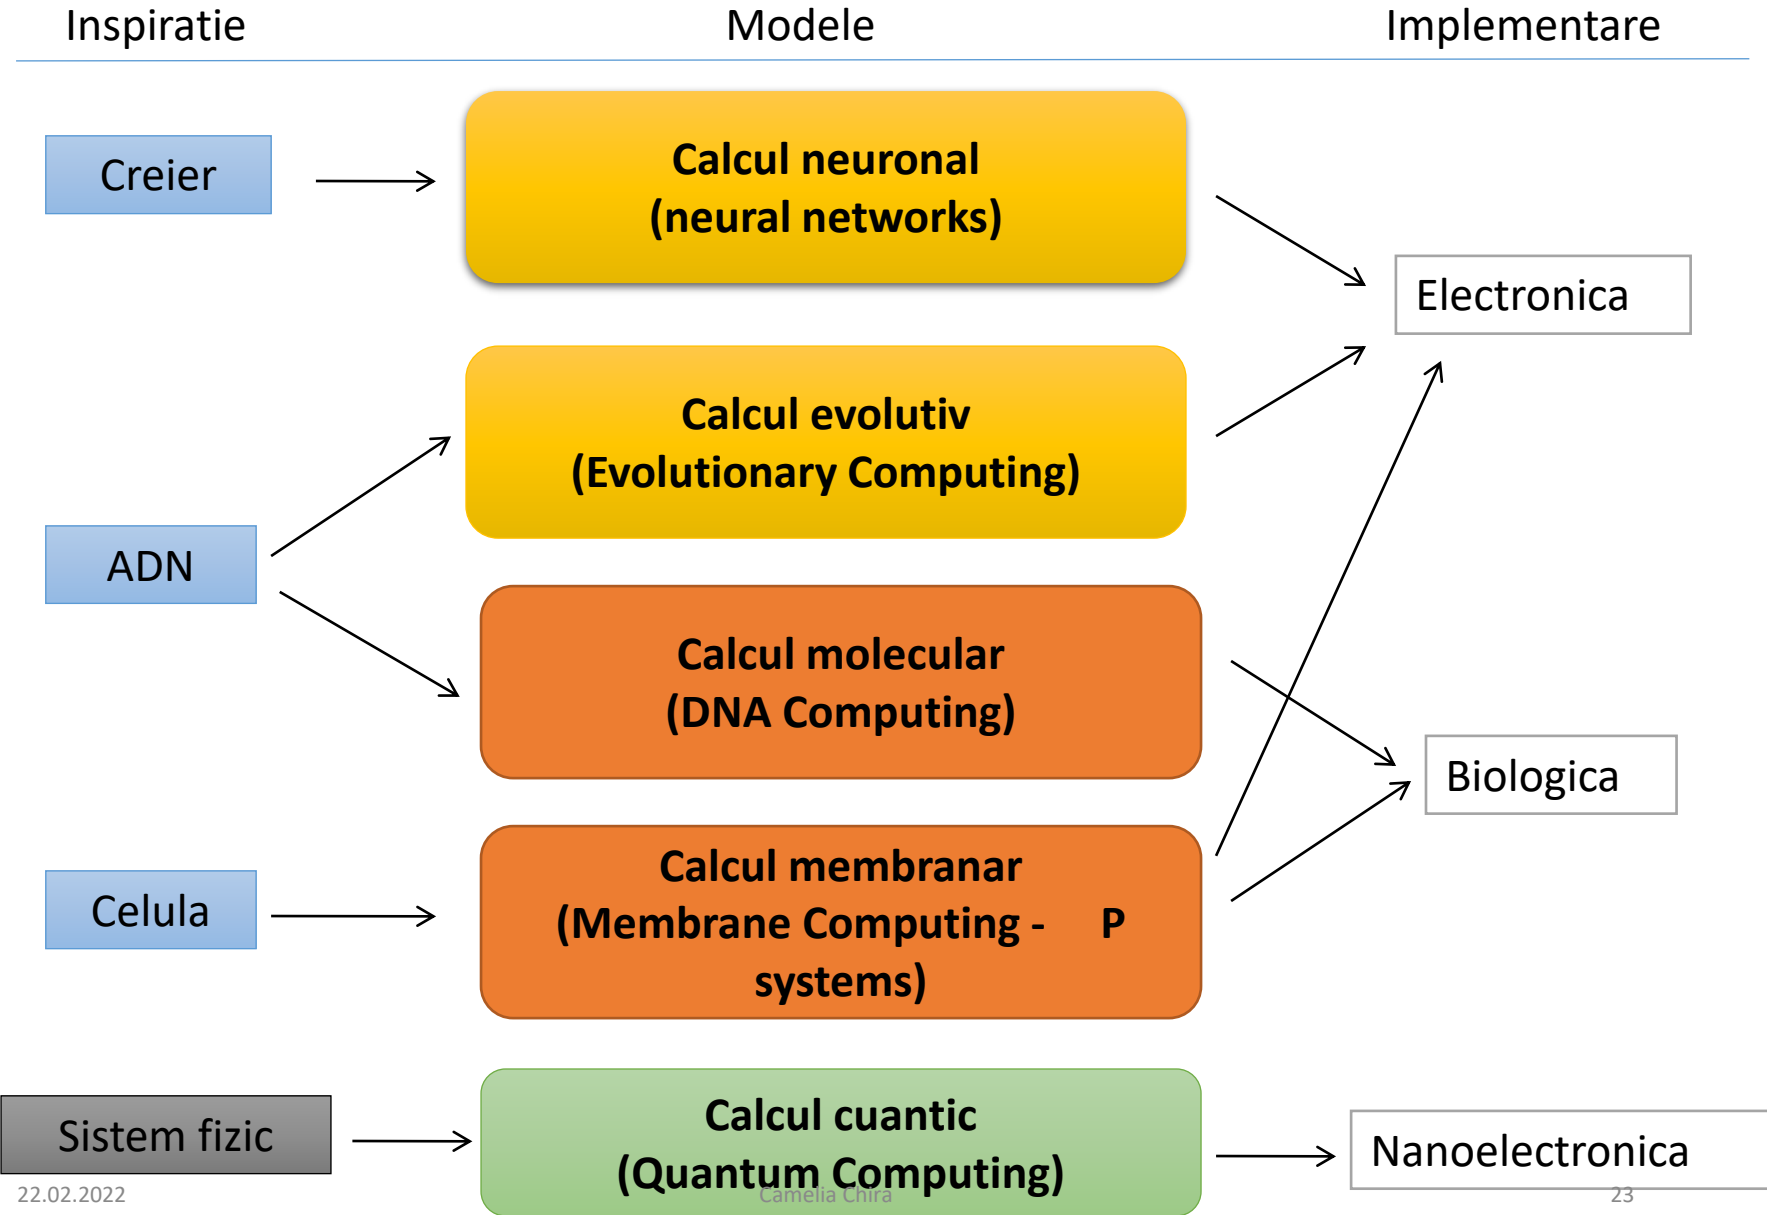 Inspiratie
Modele
Implementare
Creier
Calcul neuronal
(neural networks)
Electronica
Calcul evolutiv
(Evolutionary Computing)
ADN
Calcul molecular
(DNA Computing)
Biologica
Celula
Calcul membranar
(Membrane Computing - P
systems)
Sistem fizic
Calcul cuantic
(Quantum Computing)
Nanoelectronica
22.02.2022
Camelia Chira
23